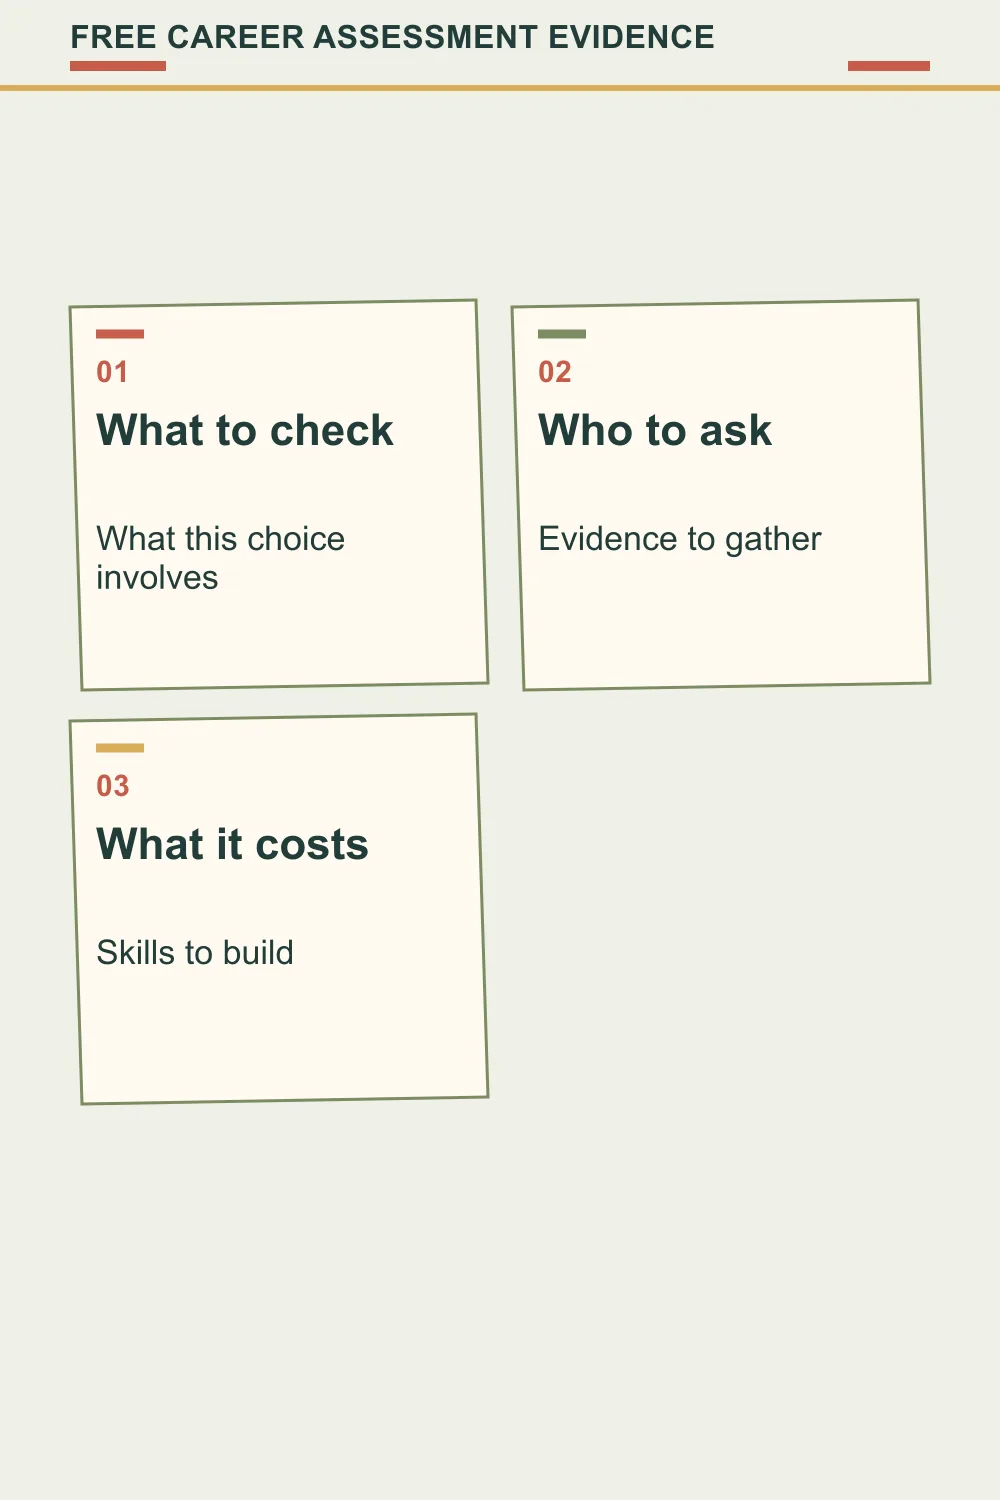 FREE CAREER ASSESSMENT EVIDENCE
01
What to check
What this choice
involves
02
Who to ask
Evidence to gather
03
What it costs
Skills to build